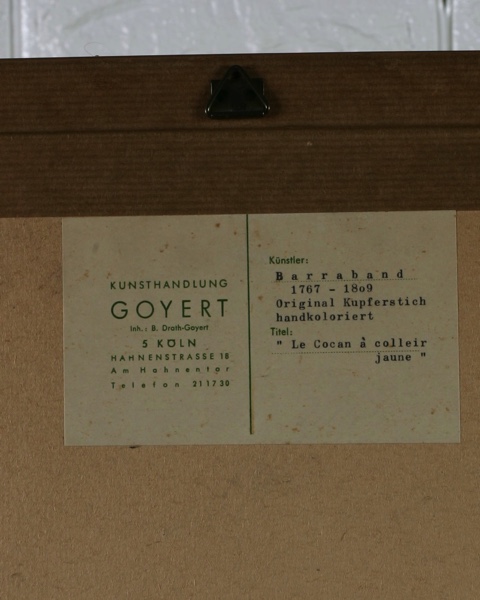 KUNSTHANDLUNG
GOYERT
Inh.: B. Drath-Goyert
5 KÖLN
HAHNENSTRASSE 18
Am Hahnentor
Telefon 211730
Künstler:
Barraband
1767 - 18o9
Original Kupferstich
handkoloriert
Titel:
" Le Cocan à colleir
jaune "